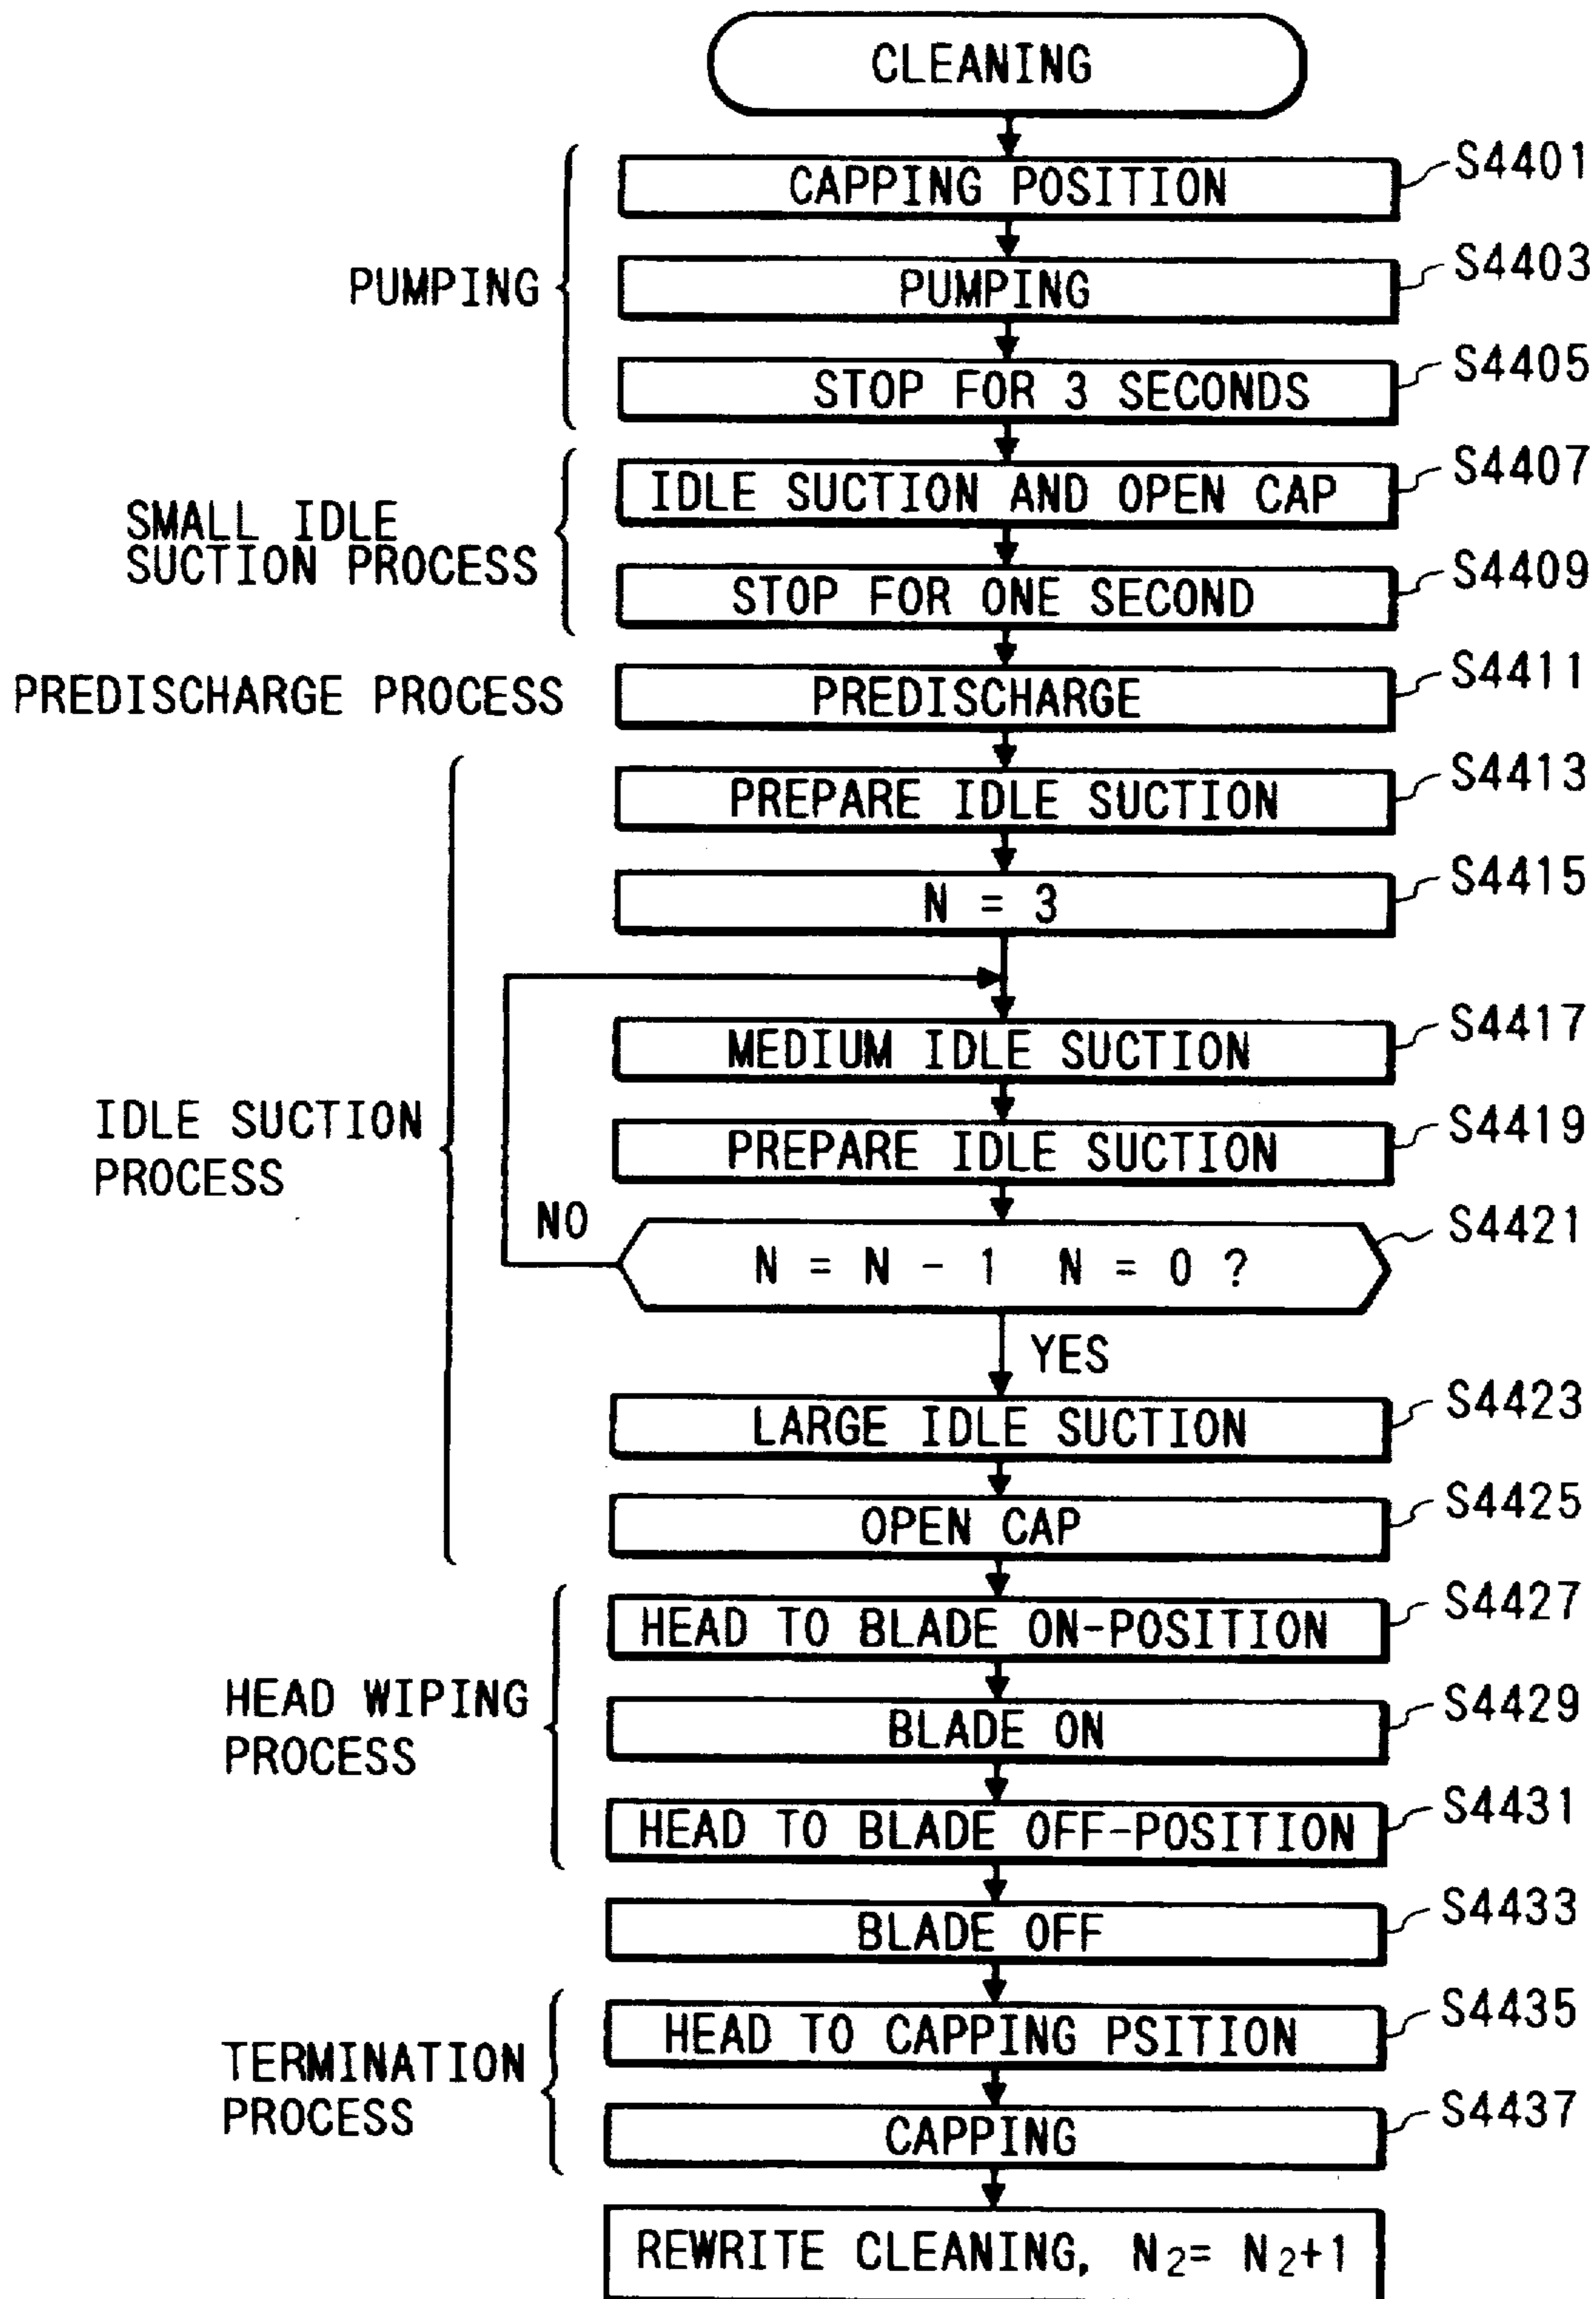 CLEANING
CAPPING POSITION
S4401
PUMPING
PUMPING
S4403
STOP FOR 3 SECONDS
S4405
SMALL IDLE
SUCTION PROCESS
IDLE SUCTION AND OPEN CAP
S4407
STOP FOR ONE SECOND
S4409
PREDISCHARGE PROCESS
PREDISCHARGE
S4411
IDLE SUCTION
PROCESS
PREPARE IDLE SUCTION
S4413
N = 3
S4415
MEDIUM IDLE SUCTION
S4417
PREPARE IDLE SUCTION
S4419
NO
N = N - 1 N = 0 ?
S4421
YES
LARGE IDLE SUCTION
S4423
OPEN CAP
S4425
HEAD WIPING
PROCESS
HEAD TO BLADE ON-POSITION
S4427
BLADE ON
S4429
HEAD TO BLADE OFF-POSITION
S4431
BLADE OFF
S4433
TERMINATION
PROCESS
HEAD TO CAPPING PSITION
S4435
CAPPING
S4437
REWRITE CLEANING, N2= N2+1